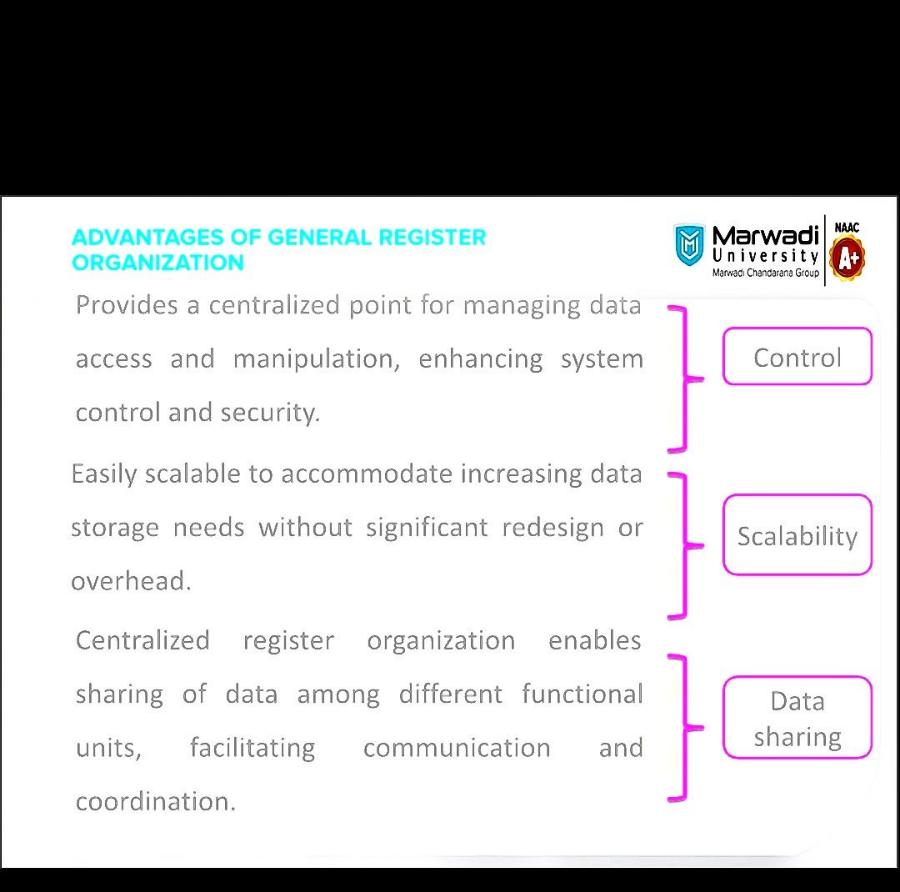 ADVANTAGES OF GENERAL REGISTER
ORGANIZATION
Marwadi
University
Marwadi Chandarana Group
NAAC
A+
Provides a centralized point for managing data
access and manipulation, enhancing system
control and security.
Control
Easily scalable to accommodate increasing data
storage needs without significant redesign or
overhead.
Scalability
Centralized register organization enables
sharing of data among different functional
units, facilitating communication and
coordination.
Data
sharing